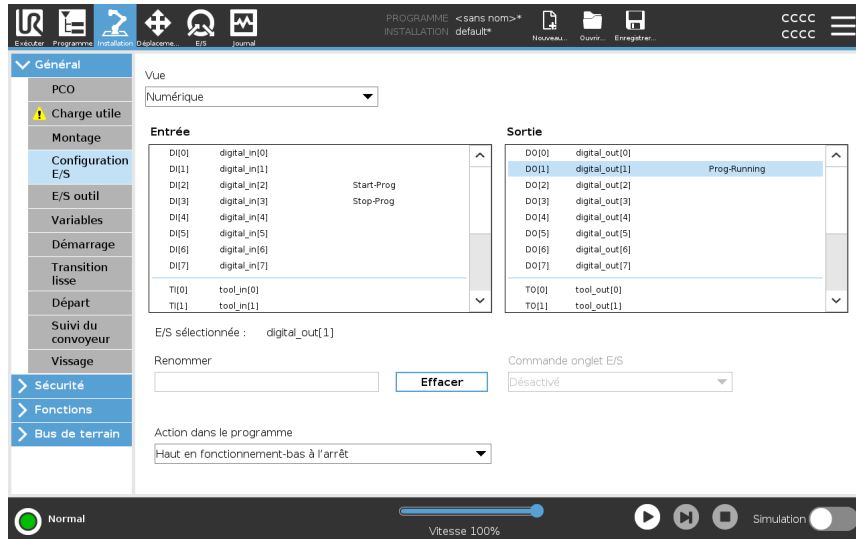 UR
PROGRAMME <sans nom>*
INSTALLATION default*
CCCC
CCCC
Exécuter Programme Installation Déplaceme... E/S Journal
Nouveau... Ouvrir... Enregistrer...
Général
PCO
Charge utile
Montage
Configuration
E/S
E/S outil
Variables
Démarrage
Transition
lisse
Départ
Suivi du
convoyeur
Vissage
Sécurité
Fonctions
Bus de terrain
Vue
Numérique
Entrée
DI[0] digital_in[0]
DI[1] digital_in[1]
DI[2] digital_in[2] Start-Prog
DI[3] digital_in[3] Stop-Prog
DI[4] digital_in[4]
DI[5] digital_in[5]
DI[6] digital_in[6]
DI[7] digital_in[7]
TI[0] tool_in[0]
TI[1] tool_in[1]
Sortie
DO[0] digital_out[0]
DO[1] digital_out[1] Prog-Running
DO[2] digital_out[2]
DO[3] digital_out[3]
DO[4] digital_out[4]
DO[5] digital_out[5]
DO[6] digital_out[6]
DO[7] digital_out[7]
TO[0] tool_out[0]
TO[1] tool_out[1]
E/S sélectionnée : digital_out[1]
Renommer
Effacer
Commande onglet E/S
Désactivé
Action dans le programme
Haut en fonctionnement-bas à l'arrêt
Normal
Vitesse 100%
Simulation